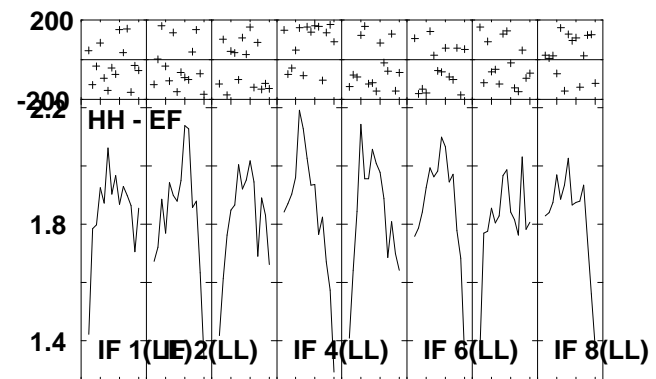 200
-200
2.2
HH - EF
1.8
1.4
IF 1(LL) IF 2(LL) IF 4(LL) IF 6(LL) IF 8(LL)